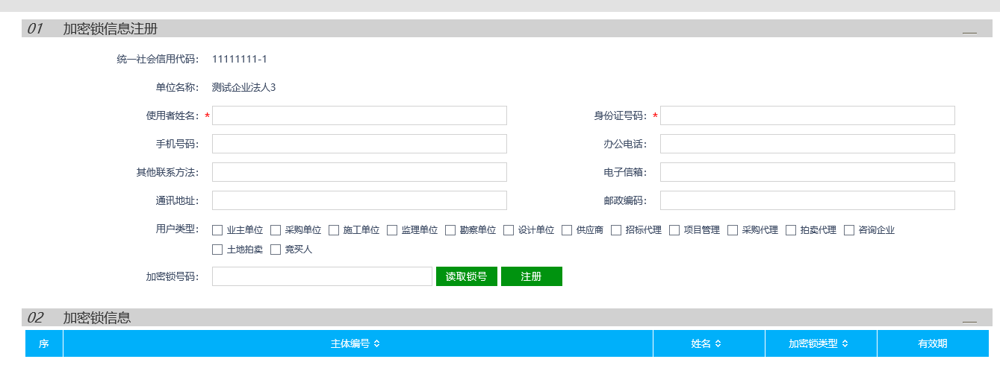 01 加密锁信息注册
统一社会信用代码： 11111111-1
单位名称： 测试企业法人3
使用者姓名：* 身份证号码：*
手机号码： 办公电话：
其他联系方法： 电子信箱：
通讯地址： 邮政编码：
用户类型： 业主单位 采购单位 施工单位 监理单位 勘察单位 设计单位 供应商 招标代理 项目管理 采购代理 拍卖代理 咨询企业
土地拍卖 竞买人
加密锁号码： 读取锁号 注册
02 加密锁信息
序 主体编号 姓名 加密锁类型 有效期